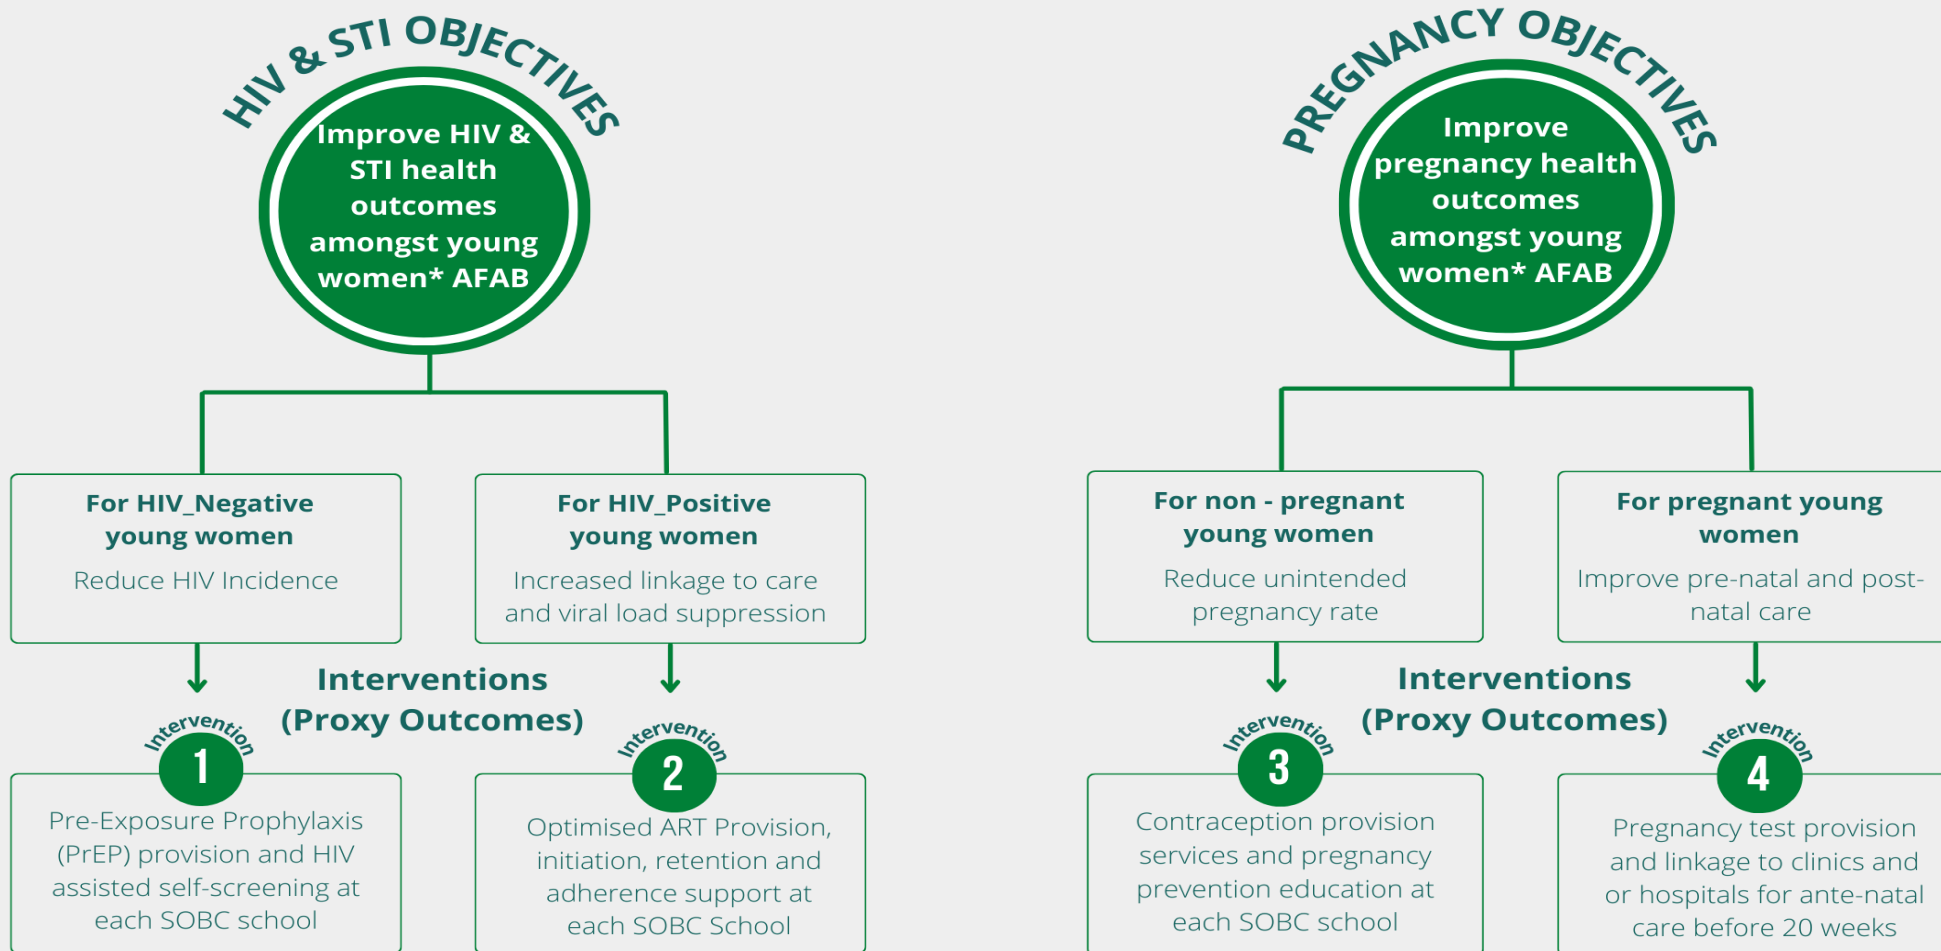 HIV & STI OBJECTIVES
Improve HIV &
STI health
outcomes
amongst young
women* AFAB
For HIV_Negative
young women
Reduce HIV Incidence
For HIV_Positive
young women
Increased linkage to care
and viral load suppression
Interventions
(Proxy Outcomes)
Intervention
1
Pre-Exposure Prophylaxis
(PrEP) provision and HIV
assisted self-screening at
each SOBC school
Intervention
2
Optimised ART Provision,
initiation, retention and
adherence support at
each SOBC School
PREGNANCY OBJECTIVES
Improve
pregnancy health
outcomes
amongst young
women* AFAB
For non - pregnant
young women
Reduce unintended
pregnancy rate
For pregnant young
women
Improve pre-natal and post-
natal care
Interventions
(Proxy Outcomes)
Intervention
3
Contraception provision
services and pregnancy
prevention education at
each SOBC school
Intervention
4
Pregnancy test provision
and linkage to clinics and
or hospitals for ante-natal
care before 20 weeks